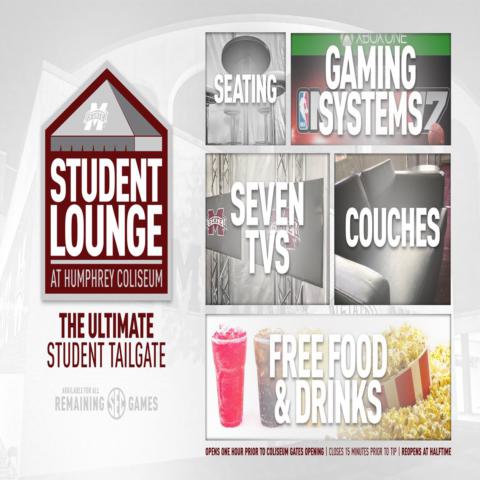 M
STATE
STUDENT
LOUNGE
AT HUMPHREY COLISEUM
THE ULTIMATE
STUDENT TAILGATE
AVAILABLE FOR ALL
REMAINING SEC GAMES
SEATING
XBOX ONE
GAMING
SYSTEMS
SEVEN
TVS
COUCHES
FREE FOOD
& DRINKS
OPENS ONE HOUR PRIOR TO COLISEUM GATES OPENING | CLOSES 15 MINUTES PRIOR TO TIP | REOPENS AT HALFTIME